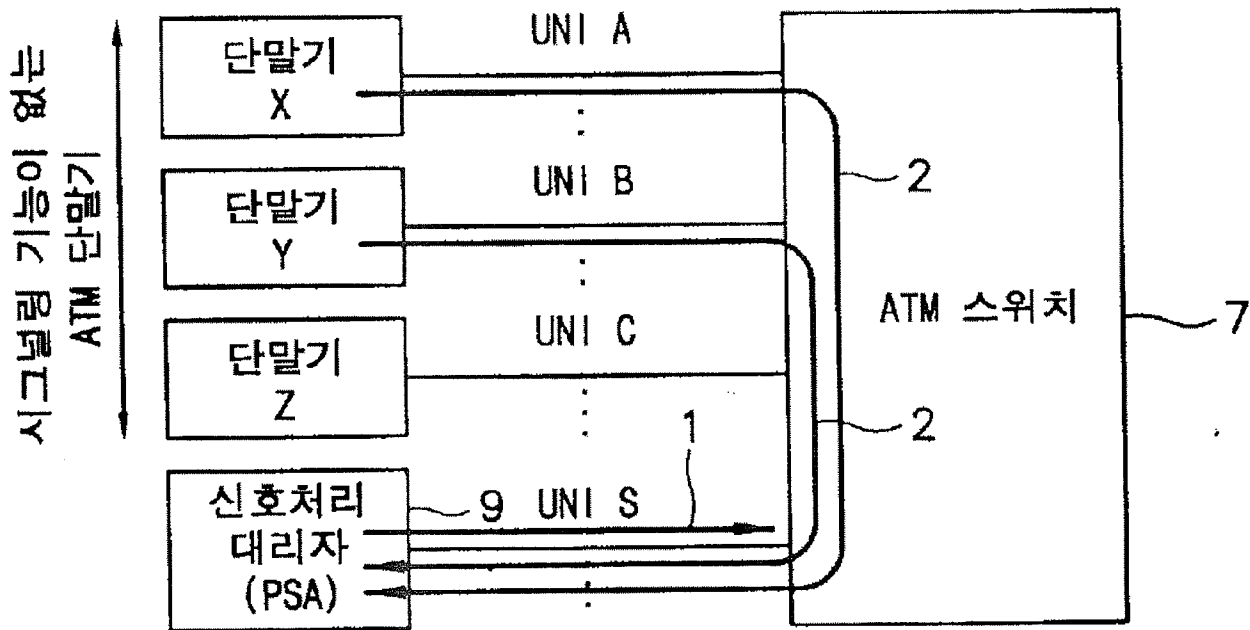 시그널링 기능이 없는
ATM 단말기
단말기
X
UNI A
2
단말기
Y
UNI B
ATM 스위치
7
단말기
Z
UNI C
2
1
신호처리
대리자
(PSA)
9
UNI S